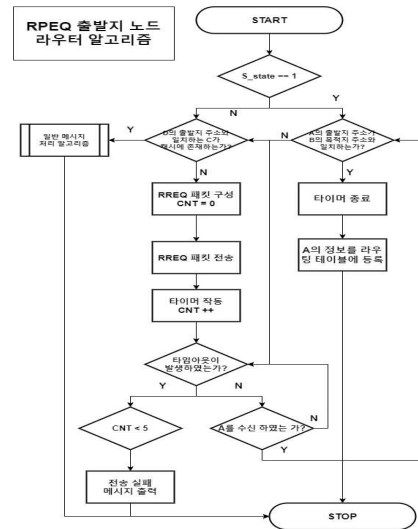 RPEQ 출발지 노드
라우터 알고리즘
START
S_state == 1
N
Y
D의 출발지 주소와
일치하는 C가
캐시에 존재하는가?
A의 출발지 주소가
B의 목적지 주소와
일치하는가?
Y
N
일반 메시지
처리 알고리즘
N
Y
RREQ 패킷 구성
CNT = 0
타이머 종료
RREQ 패킷 전송
A의 정보를 라우
팅 테이블에 등록
타이머 작동
CNT ++
타임아웃이
발생하였는가?
Y
N
N
CNT < 5
A를 수신 하였는 가?
Y
전송 실패
메시지 출력
STOP